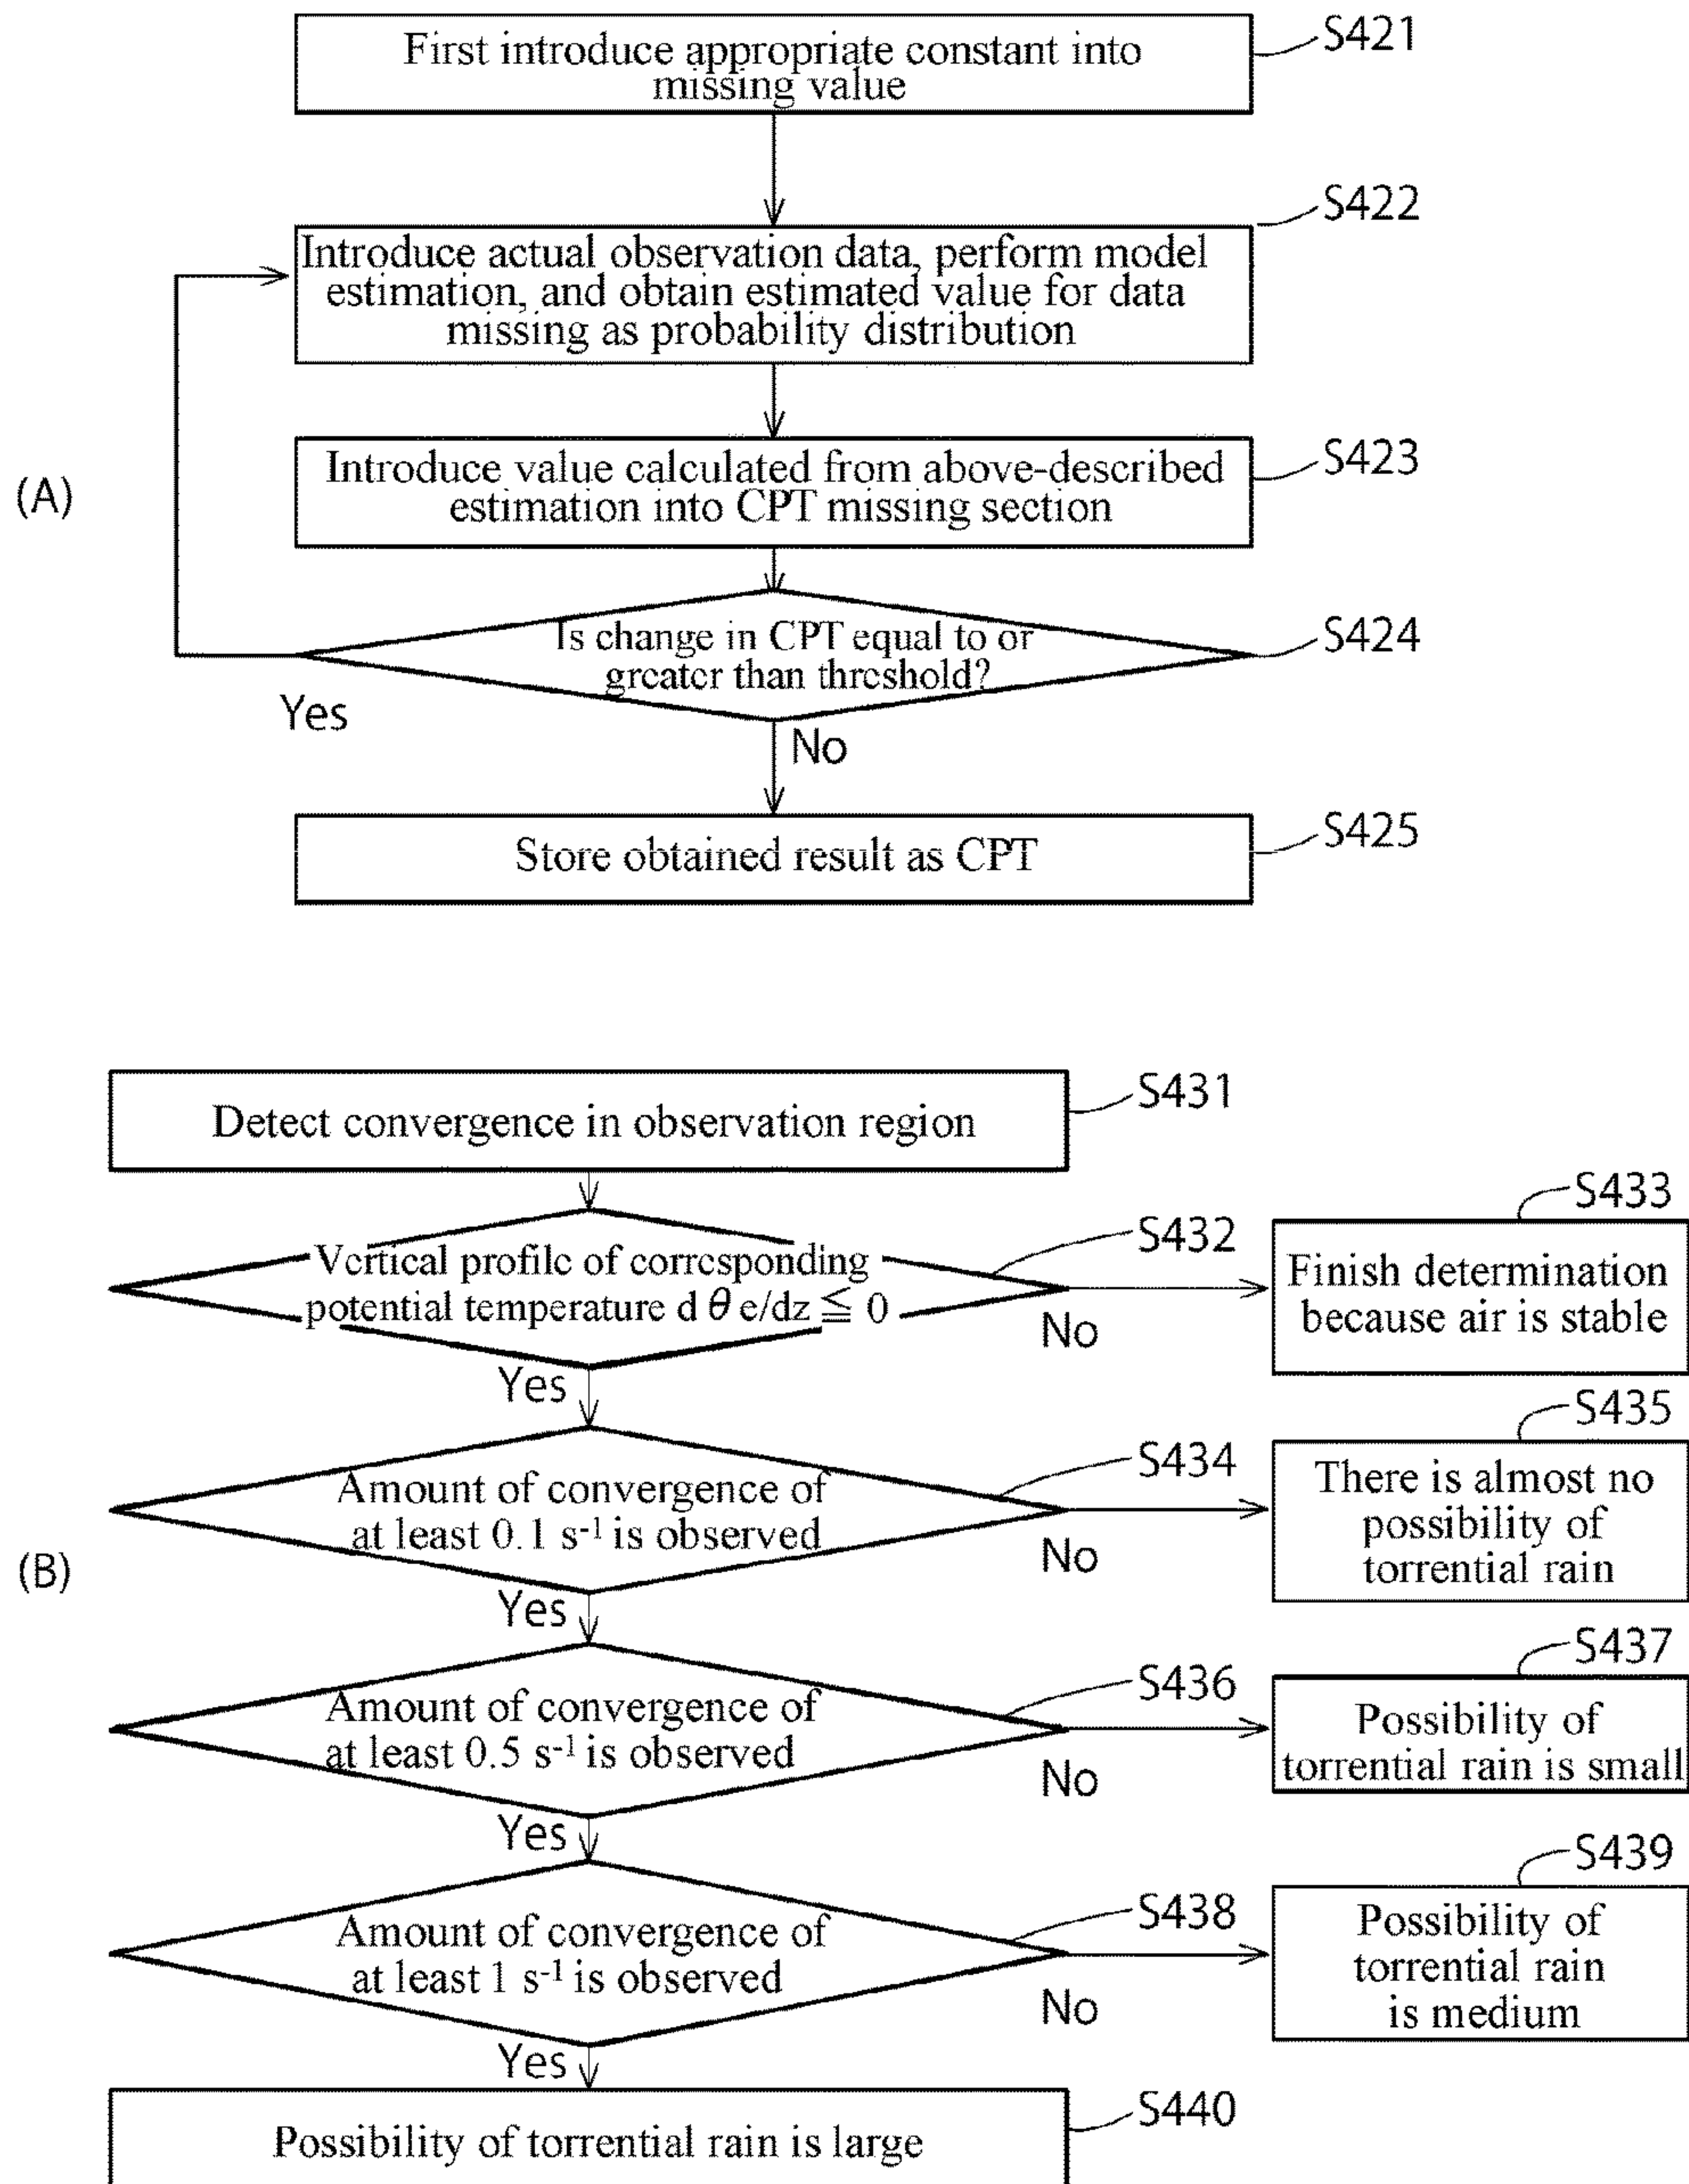 First introduce appropriate constant into
missing value
S421
Introduce actual observation data, perform model
estimation, and obtain estimated value for data
missing as probability distribution
S422
Introduce value calculated from above-described
estimation into CPT missing section
S423
(A)
Is change in CPT equal to or
greater than threshold?
S424
Yes
No
Store obtained result as CPT
S425
Detect convergence in observation region
S431
Vertical profile of corresponding
potential temperature d θ e/dz ≦ 0
S432
No
Yes
S433
Finish determination
because air is stable
Amount of convergence of
at least 0.1 s⁻¹ is observed
S434
No
Yes
S435
There is almost no
possibility of
torrential rain
(B)
Amount of convergence of
at least 0.5 s⁻¹ is observed
S436
No
Yes
S437
Possibility of
torrential rain is small
Amount of convergence of
at least 1 s⁻¹ is observed
S438
No
Yes
S439
Possibility of
torrential rain
is medium
Possibility of torrential rain is large
S440